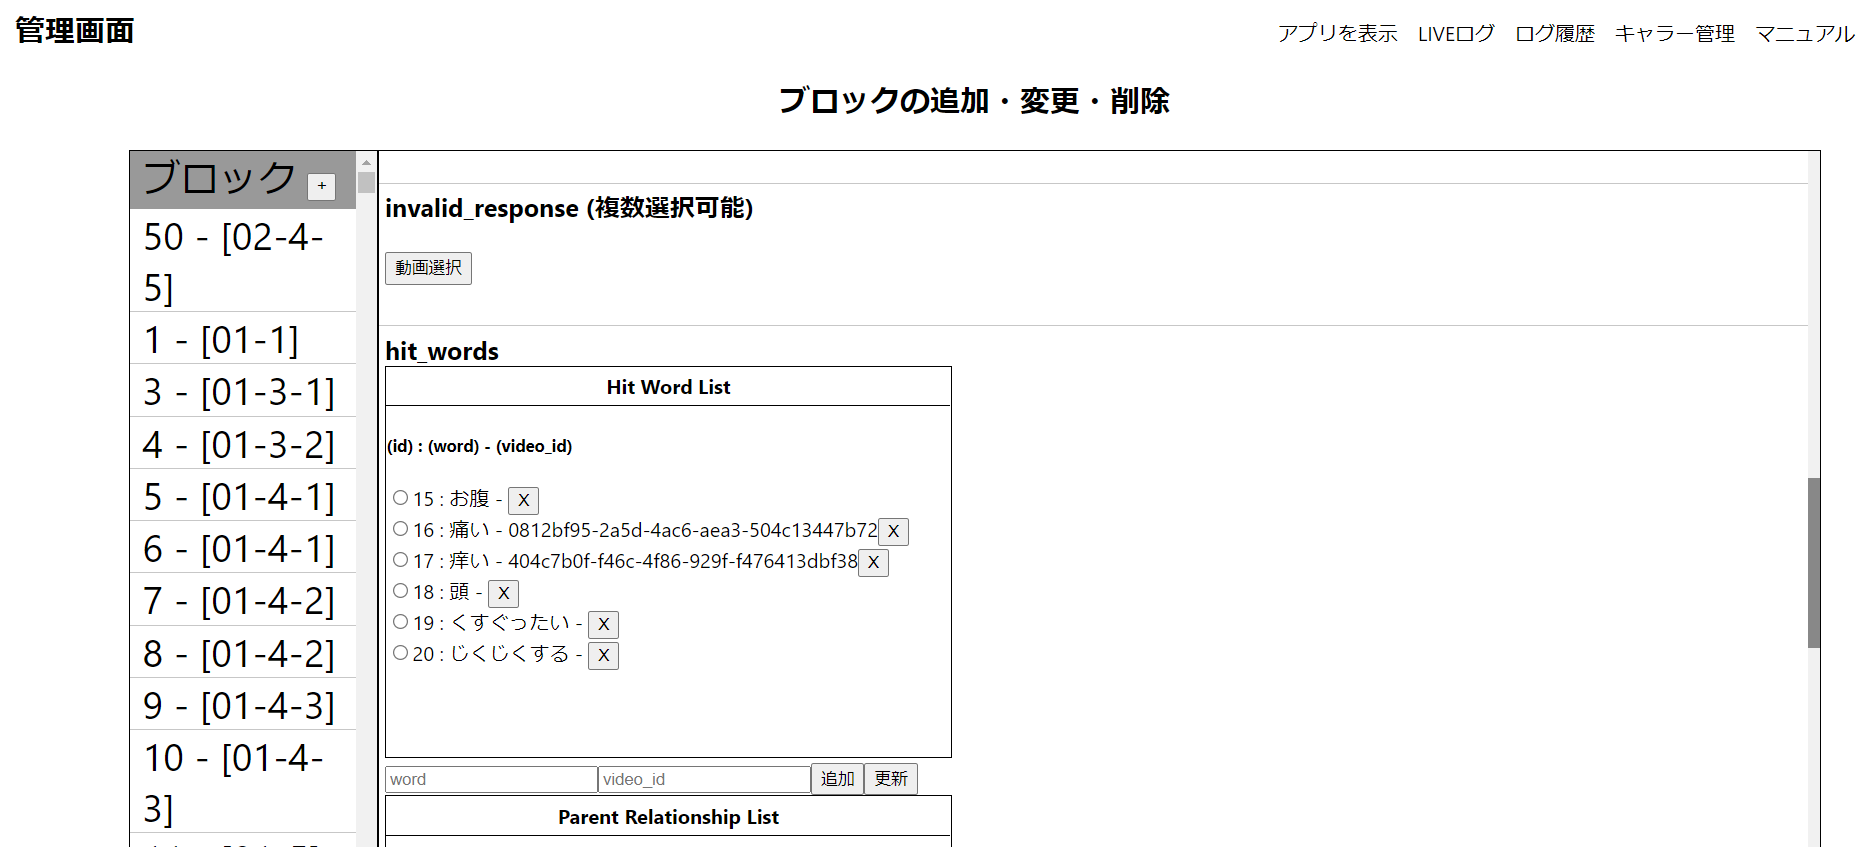 管理画面
アプリを表示 LIVEログ ログ履歴 キャラー管理 マニュアル
ブロックの追加・変更・削除
ブロック +
50 - [02-4-
5]
1 - [01-1]
3 - [01-3-1]
4 - [01-3-2]
5 - [01-4-1]
6 - [01-4-1]
7 - [01-4-2]
8 - [01-4-2]
9 - [01-4-3]
10 - [01-4-
3]
invalid_response (複数選択可能)
動画選択
hit_words
Hit Word List
(id) : (word) - (video_id)
15 : お腹 - X
16 : 痛い - 0812bf95-2a5d-4ac6-aea3-504c13447b72 X
17 : 痒い - 404c7b0f-f46c-4f86-929f-f476413dbf38 X
18 : 頭 - X
19 : くすぐったい - X
20 : じくじくする - X
word video_id 追加 更新
Parent Relationship List